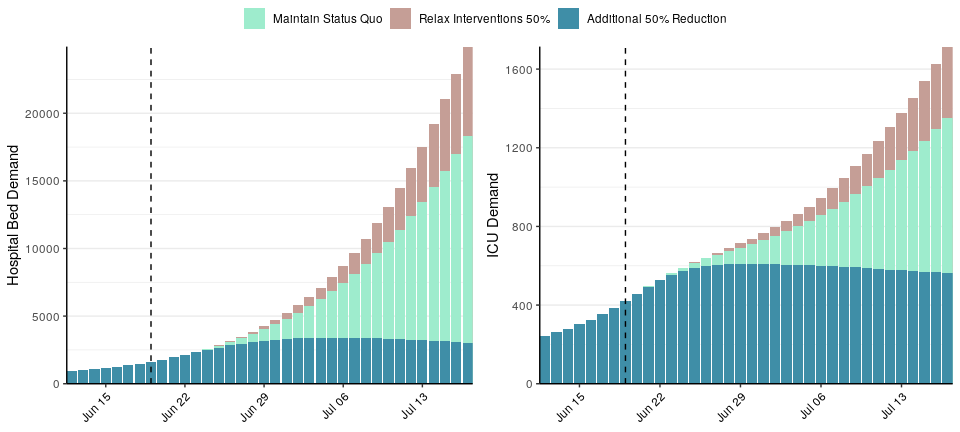 Maintain Status Quo Relax Interventions 50% Additional 50% Reduction
Hospital Bed Demand
20000
15000
10000
5000
0
Jun 15 Jun 22 Jun 29 Jul 06 Jul 13
ICU Demand
1600
1200
800
400
0
Jun 15 Jun 22 Jun 29 Jul 06 Jul 13